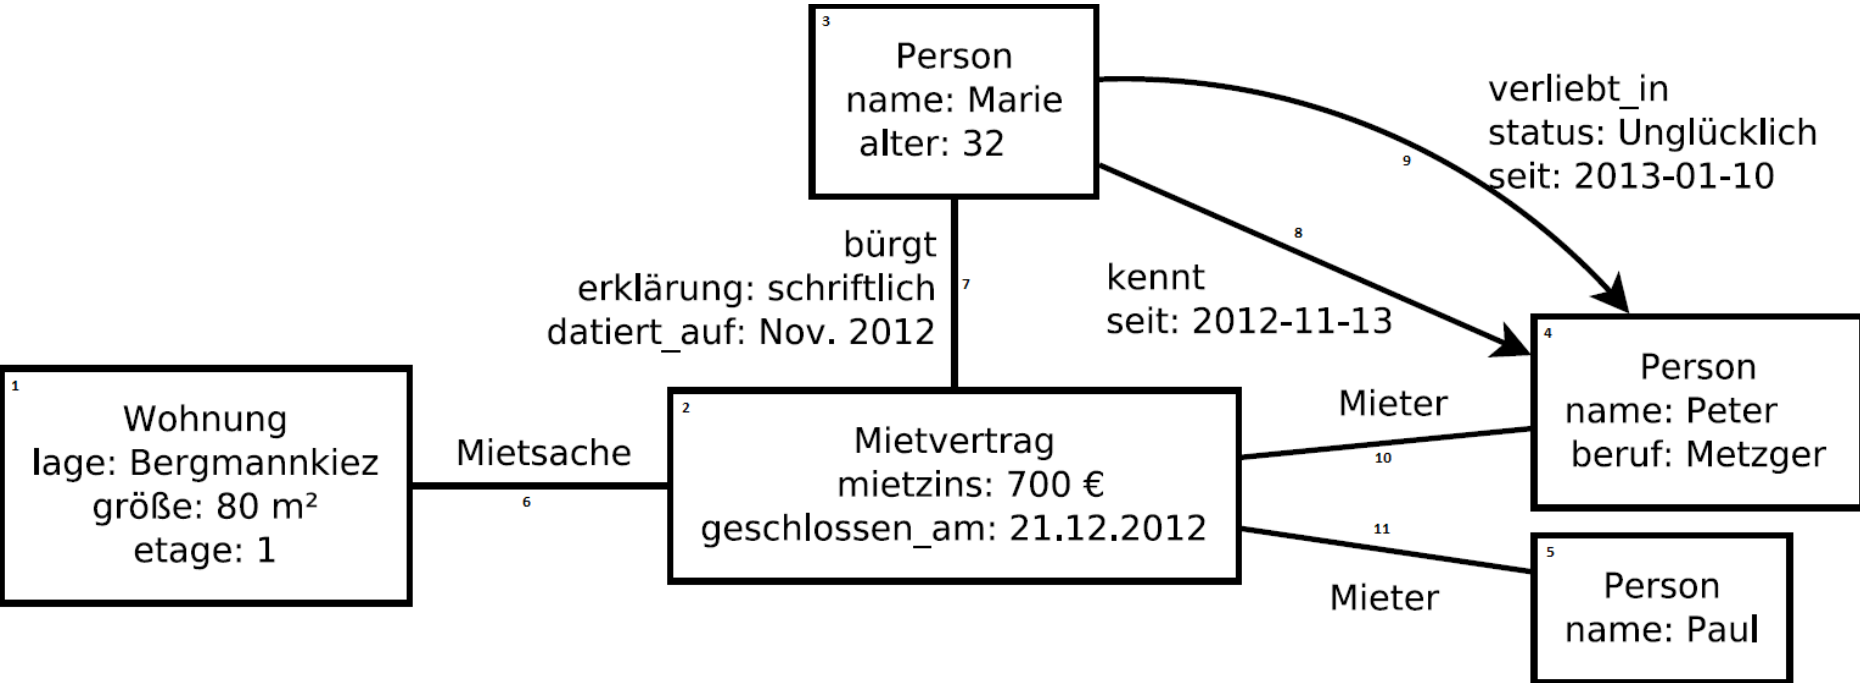 3
Person
name: Marie
alter: 32
verliebt_in
status: Unglücklich
seit: 2013-01-10
9
8
bürgt
erklärung: schriftlich
datiert_auf: Nov. 2012
7
kennt
seit: 2012-11-13
1
Wohnung
lage: Bergmannkiez
größe: 80 m²
etage: 1
Mietsache
6
2
Mietvertrag
mietzins: 700 €
geschlossen_am: 21.12.2012
Mieter
10
4
Person
name: Peter
beruf: Metzger
11
Mieter
5
Person
name: Paul